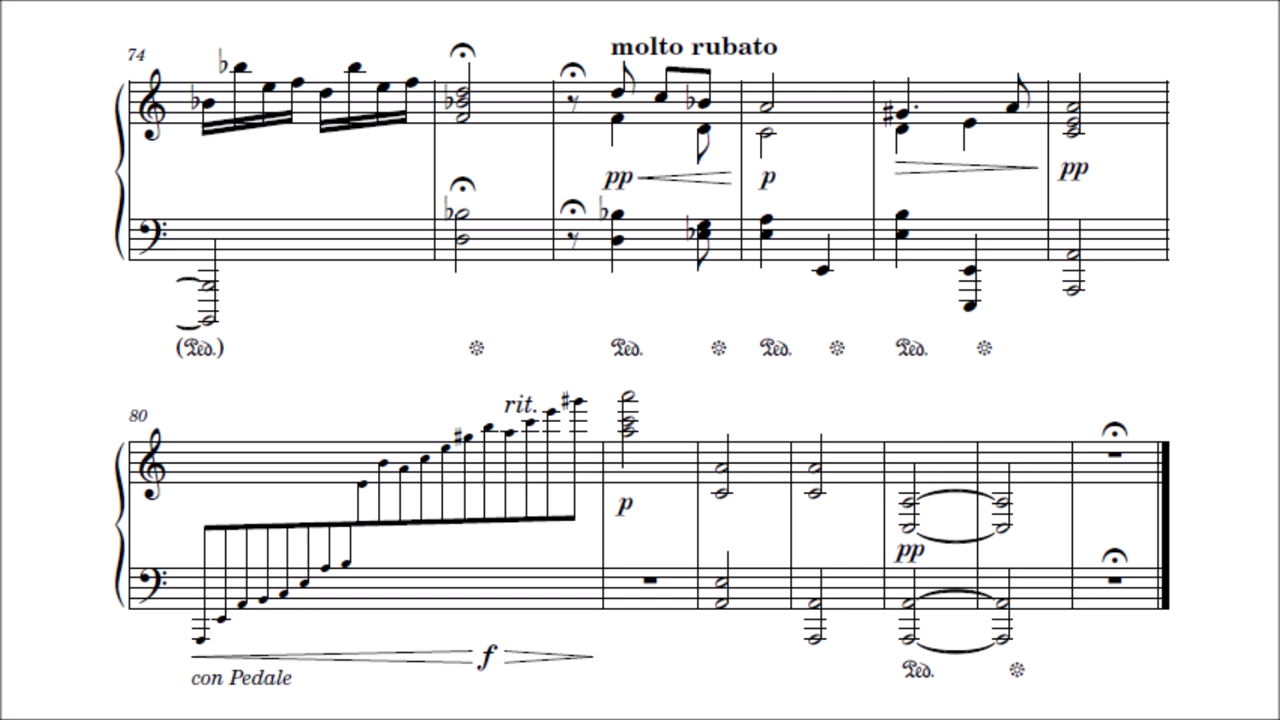 74
molto rubato
pp p pp
(Ped.) Ped. Ped. Ped.
80
rit.
p
pp
f
con Pedale
Ped.